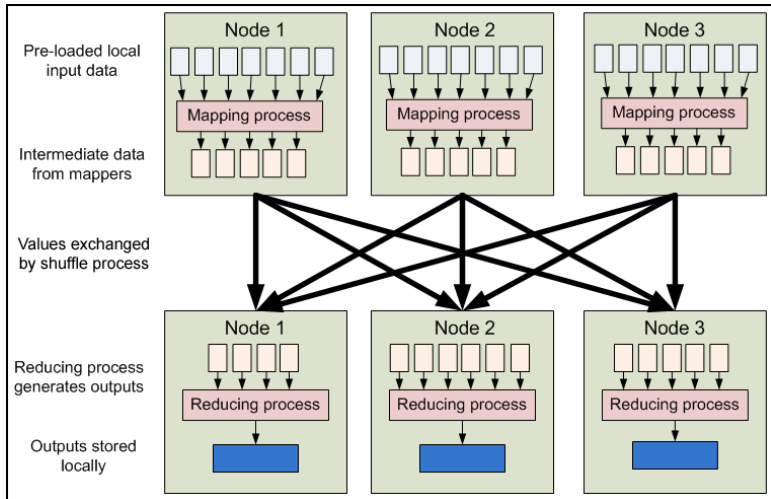 Node 1
Node 2
Node 3
Pre-loaded local
input data
Mapping process
Mapping process
Mapping process
Intermediate data
from mappers
Values exchanged
by shuffle process
Node 1
Node 2
Node 3
Reducing process
generates outputs
Reducing process
Reducing process
Reducing process
Outputs stored
locally